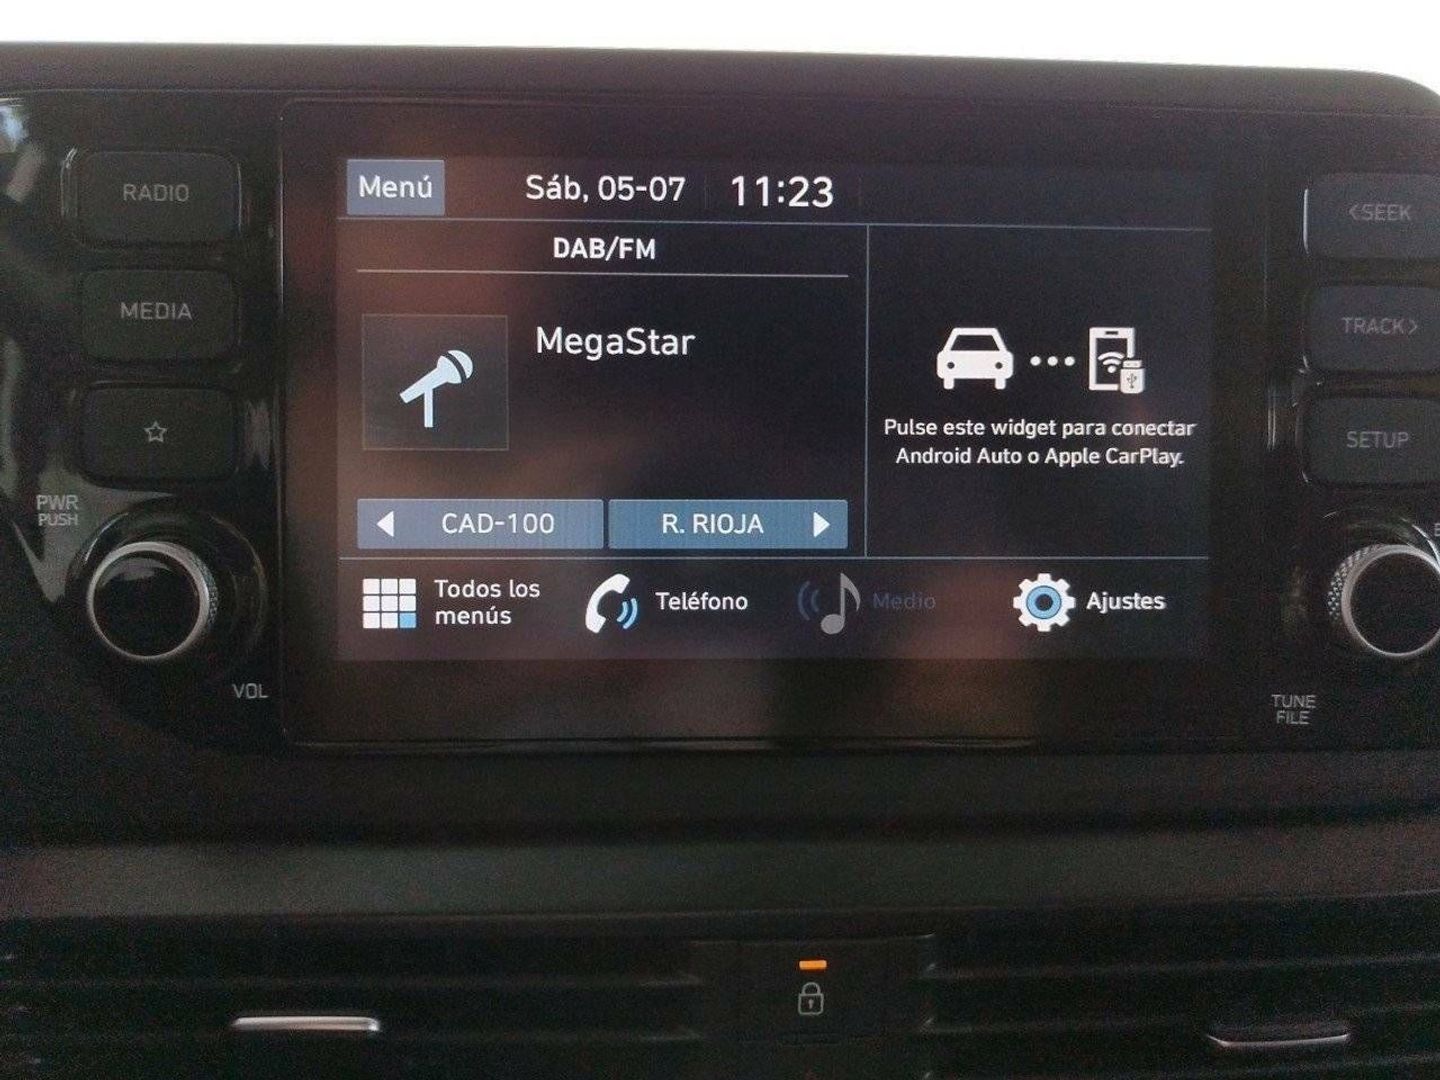 RADIO
MEDIA
PWR
PUSH
VOL
Menú
Sáb, 05-07
11:23
DAB/FM
MegaStar
CAD-100
R. RIOJA
Pulse este widget para conectar
Android Auto o Apple CarPlay.
Todos los
menús
Teléfono
Medio
Ajustes
<SEEK
TRACK>
SETUP
TUNE
FILE